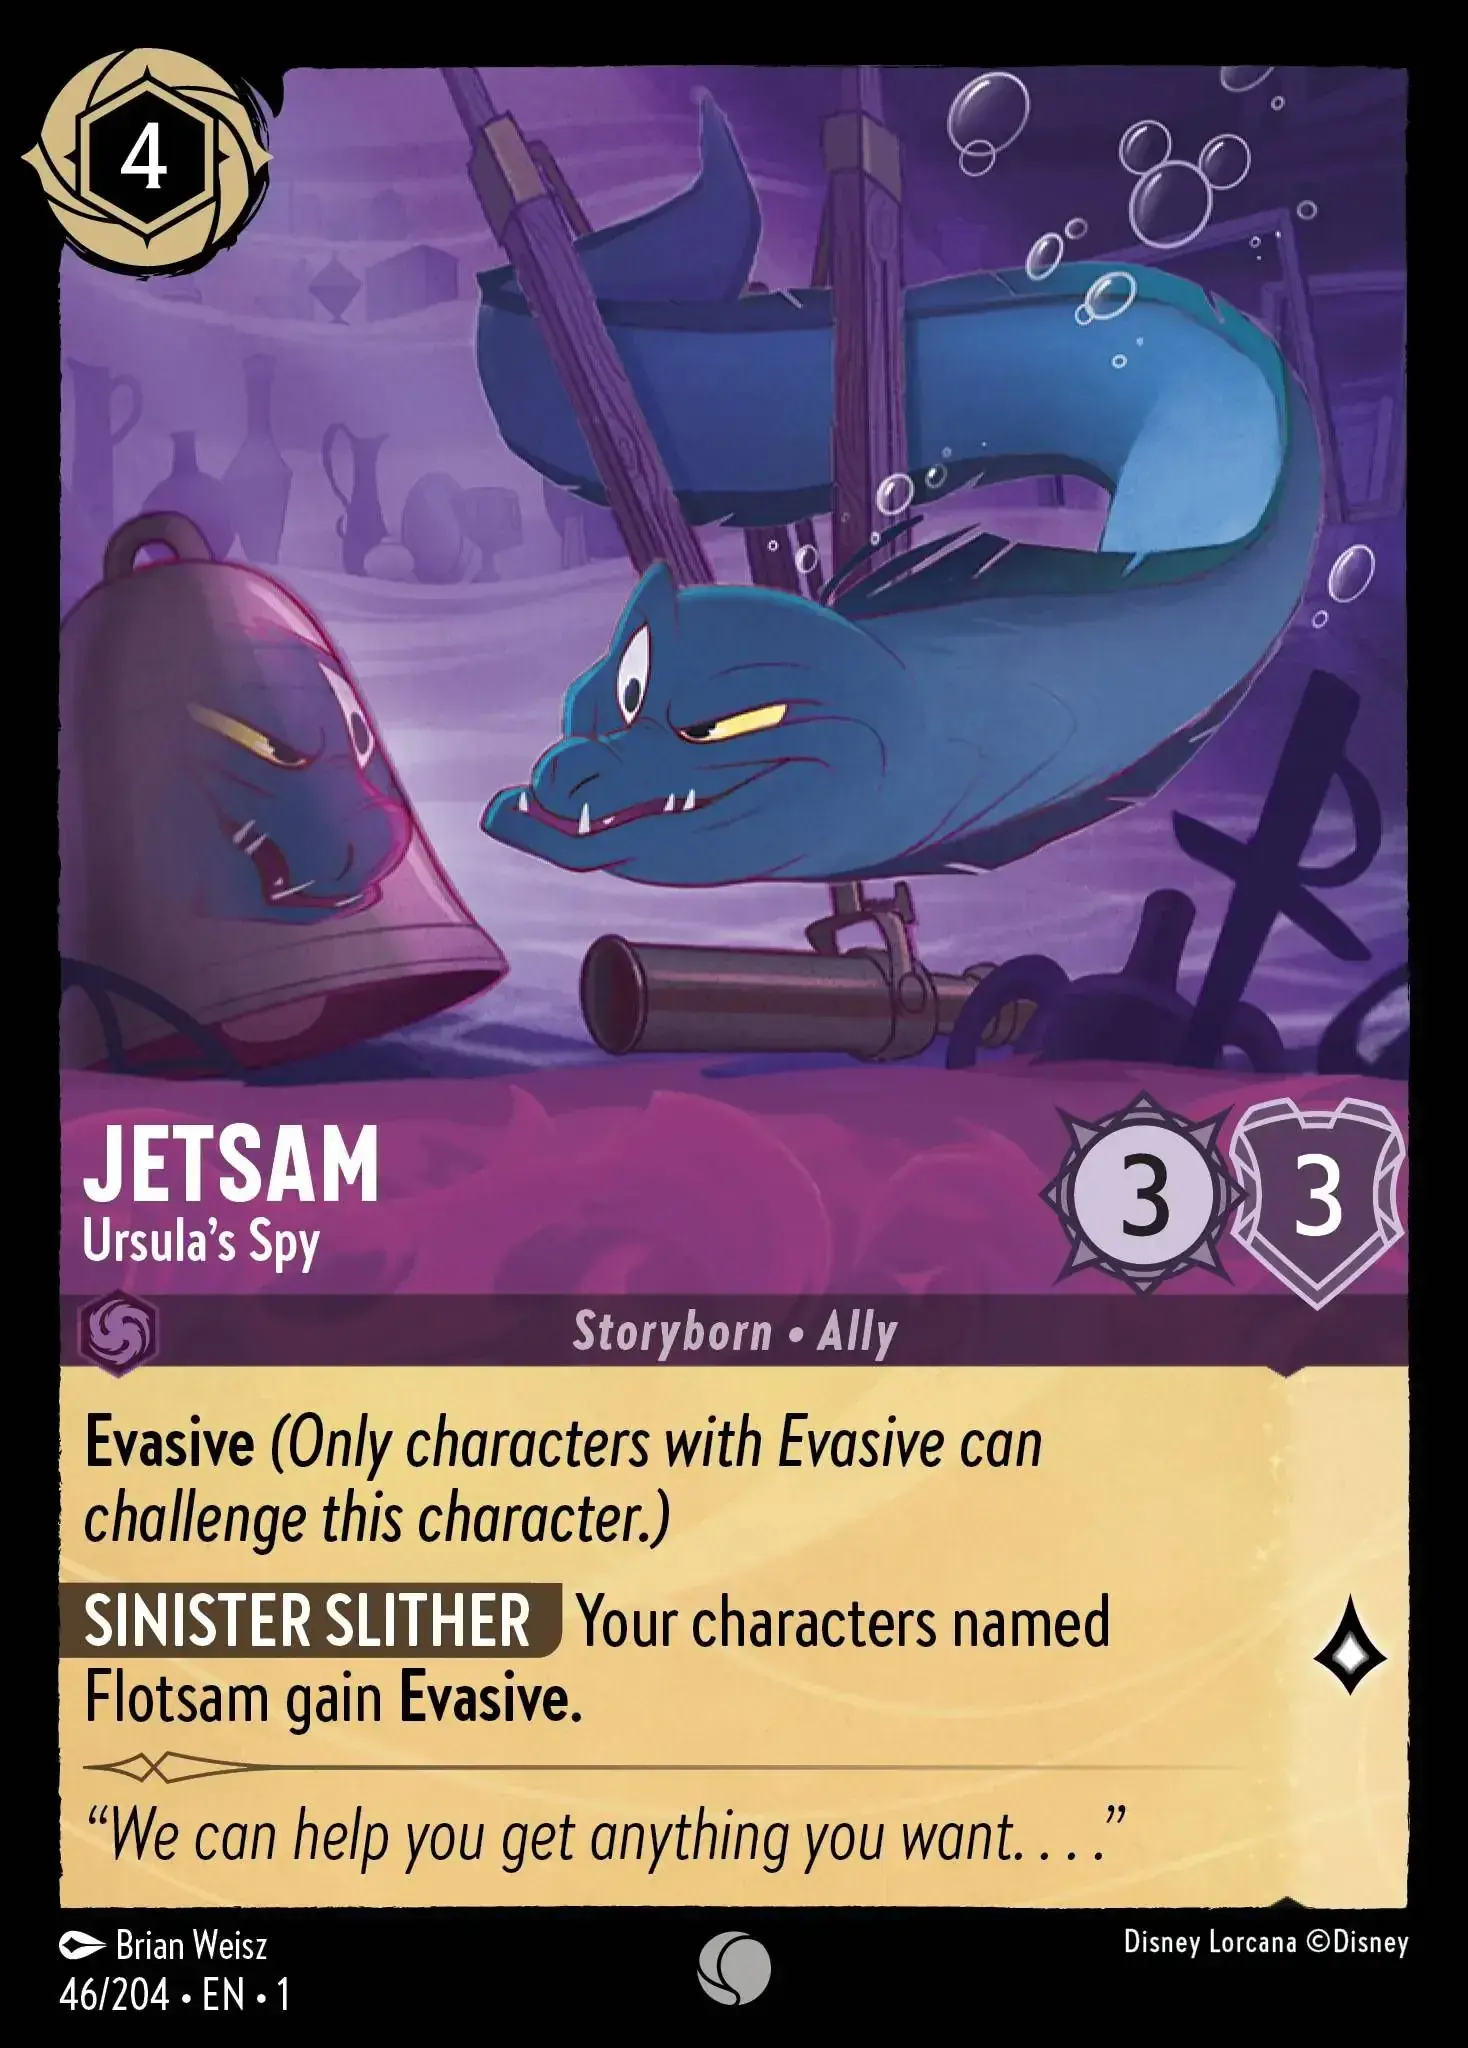 4
JETSAM
Ursula’s Spy
3
3
Storyborn • Ally
Evasive (Only characters with Evasive can
challenge this character.)
SINISTER SLITHER Your characters named
Flotsam gain Evasive.
“We can help you get anything you want. . . .”
Brian Weisz
Disney Lorcana ©Disney
46/204 • EN • 1